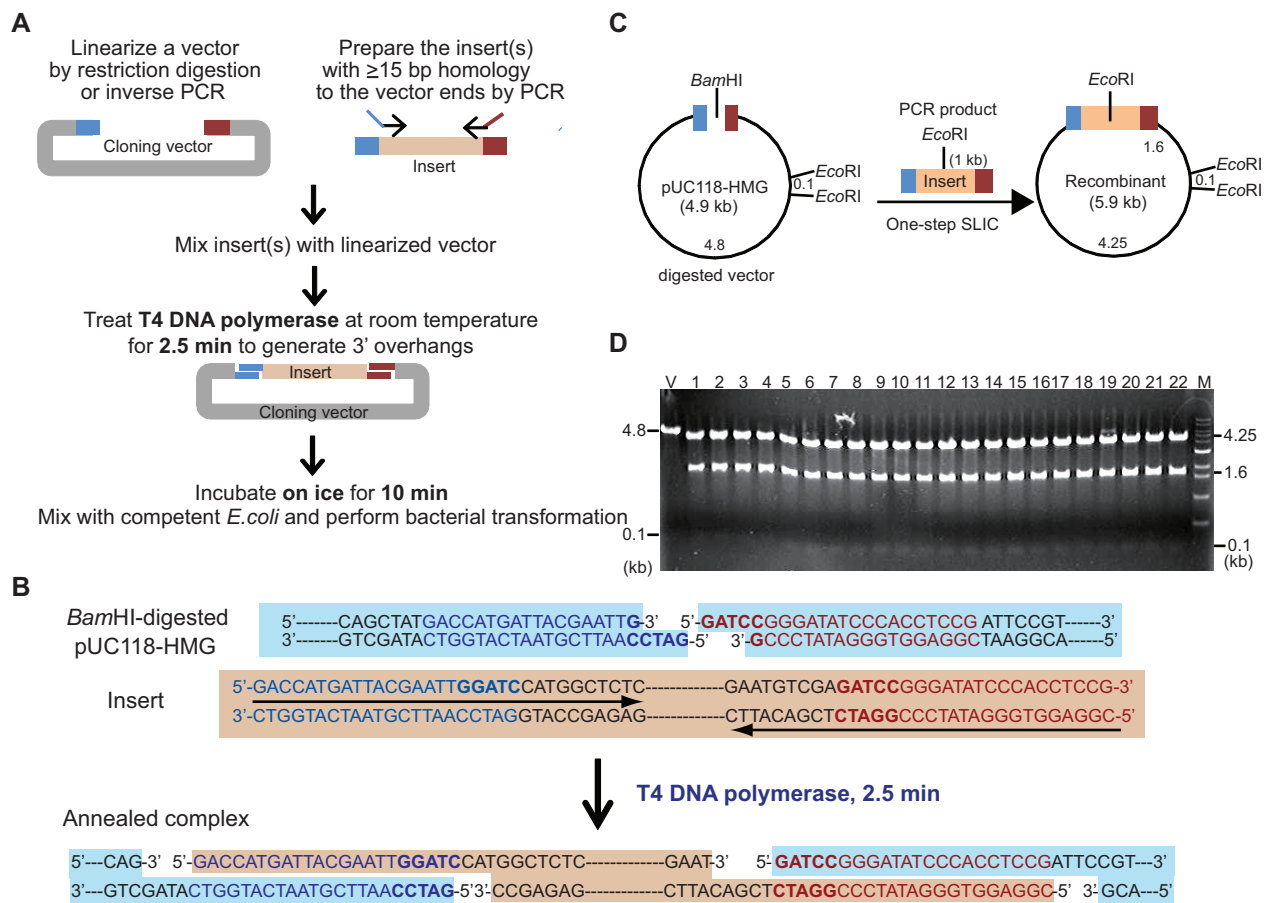 A
Linearize a vector
by restriction digestion
or inverse PCR
Prepare the insert(s)
with ≥15 bp homology
to the vector ends by PCR
Cloning vector
Insert
Mix insert(s) with linearized vector
Treat T4 DNA polymerase at room temperature
for 2.5 min to generate 3’ overhangs
Insert
Cloning vector
Incubate on ice for 10 min
Mix with competent E.coli and perform bacterial transformation
C
BamHI
EcoRI
0.1
EcoRI
pUC118-HMG
(4.9 kb)
4.8
digested vector
PCR product
EcoRI
(1 kb)
Insert
One-step SLIC
EcoRI
1.6
EcoRI
0.1
EcoRI
Recombinant
(5.9 kb)
4.25
D
V 1 2 3 4 5 6 7 8 9 10 11 12 13 14 15 16 17 18 19 20 21 22 M
4.8
4.25
1.6
0.1
0.1
(kb)
(kb)
B
BamHI-digested
pUC118-HMG
5’-------CAGCTATGACCATGATTACGAATTG-3’ 5’-GATCCGGGATATCCCACCTCCG ATTCCGT------3’
3’------GTCGATACTGGTACTAATGCTTAACCTAG-5’ 3’-GCCCTATAGGGTGGAGGCTAAGGCA-----5’
Insert
5’-GACCATGATTACGAATTGGATCCATGGCTCTC------------GAATGTCGAGATCCGGGATATCCCACCTCCG-3’
3’-CTGGTACTAATGCTTAACCTAGGTACCGAGAG------------CTTACAGCTCTAGGCCCTATAGGGTGGAGGC-5’
T4 DNA polymerase, 2.5 min
Annealed complex
5’---CAG-3’ 5’-GACCATGATTACGAATTGGATCCATGGCTCTC------------GAAT-3’ 5’-GATCCGGGATATCCCACCTCCGATTCCGT---3’
3’---GTCGATACTGGTACTAATGCTTAACCTAG-5’3’-CCGAGAG------------CTTACAGCTCTAGGCCCTATAGGGTGGAGGC-5’ 3’-GCA---5’